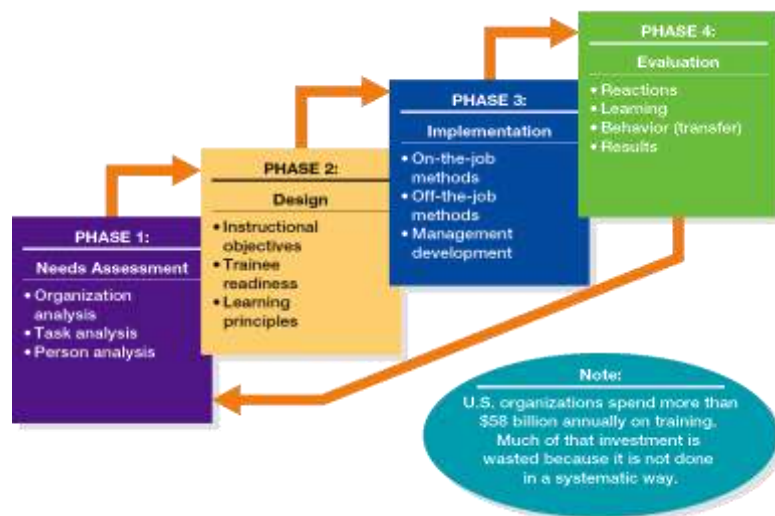 PHASE 1:
Needs Assessment
• Organization
analysis
• Task analysis
• Person analysis
PHASE 2:
Design
• Instructional
objectives
• Trainee
readiness
• Learning
principles
PHASE 3:
Implementation
• On-the-job
methods
• Off-the-job
methods
• Management
development
PHASE 4:
Evaluation
• Reactions
• Learning
• Behavior (transfer)
• Results
Note:
U.S. organizations spend more than
$58 billion annually on training.
Much of that investment is
wasted because it is not done
in a systematic way.